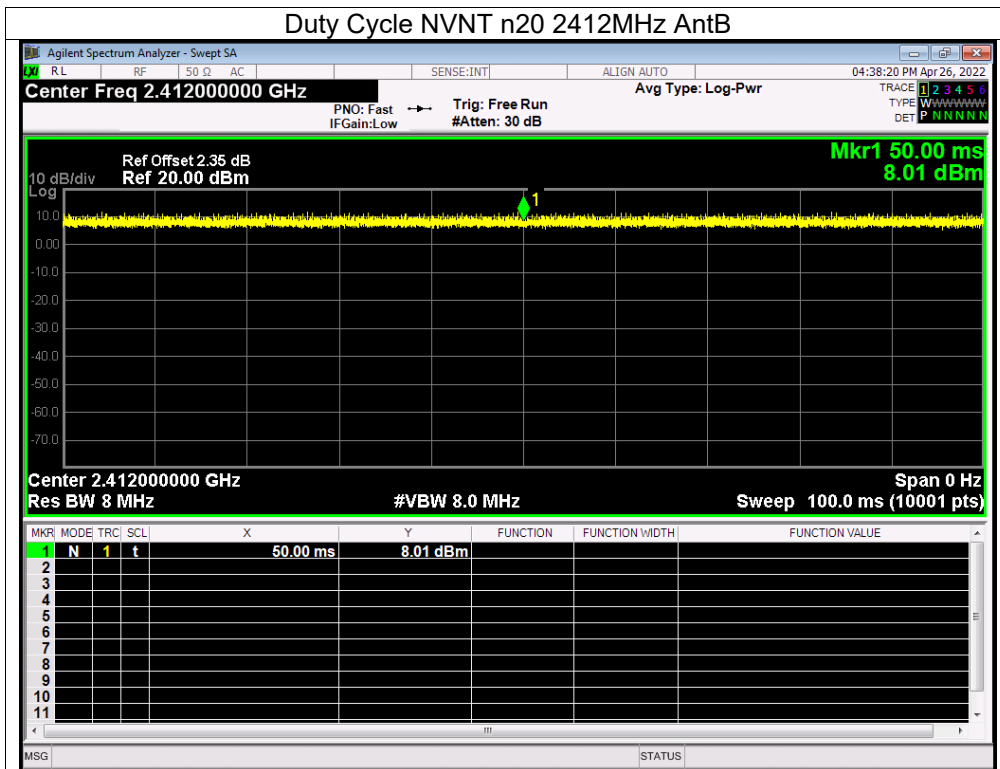 Duty Cycle NVNT n20 2412MHz AntB
Agilent Spectrum Analyzer - Swept SA
LXI RL RF 50 Ω AC SENSE:INT ALIGN AUTO 04:38:20 PM Apr 26, 2022
Center Freq 2.412000000 GHz Avg Type: Log-Pwr TRACE 1 2 3 4 5 6
PNO: Fast Trig: Free Run TYPE WWWWWW
IFGain:Low #Atten: 30 dB DET P N N N N N
Mkr1 50.00 ms
8.01 dBm
Ref Offset 2.35 dB
10 dB/div Ref 20.00 dBm
Log
1
10.0
0.00
-10.0
-20.0
-30.0
-40.0
-50.0
-60.0
-70.0
Center 2.412000000 GHz Span 0 Hz
Res BW 8 MHz #VBW 8.0 MHz Sweep 100.0 ms (10001 pts)
MKR MODE TRC SCL X Y FUNCTION FUNCTION WIDTH FUNCTION VALUE
1 N 1 t 50.00 ms 8.01 dBm
2
3
4
5
6
7
8
9
10
11
MSG STATUS